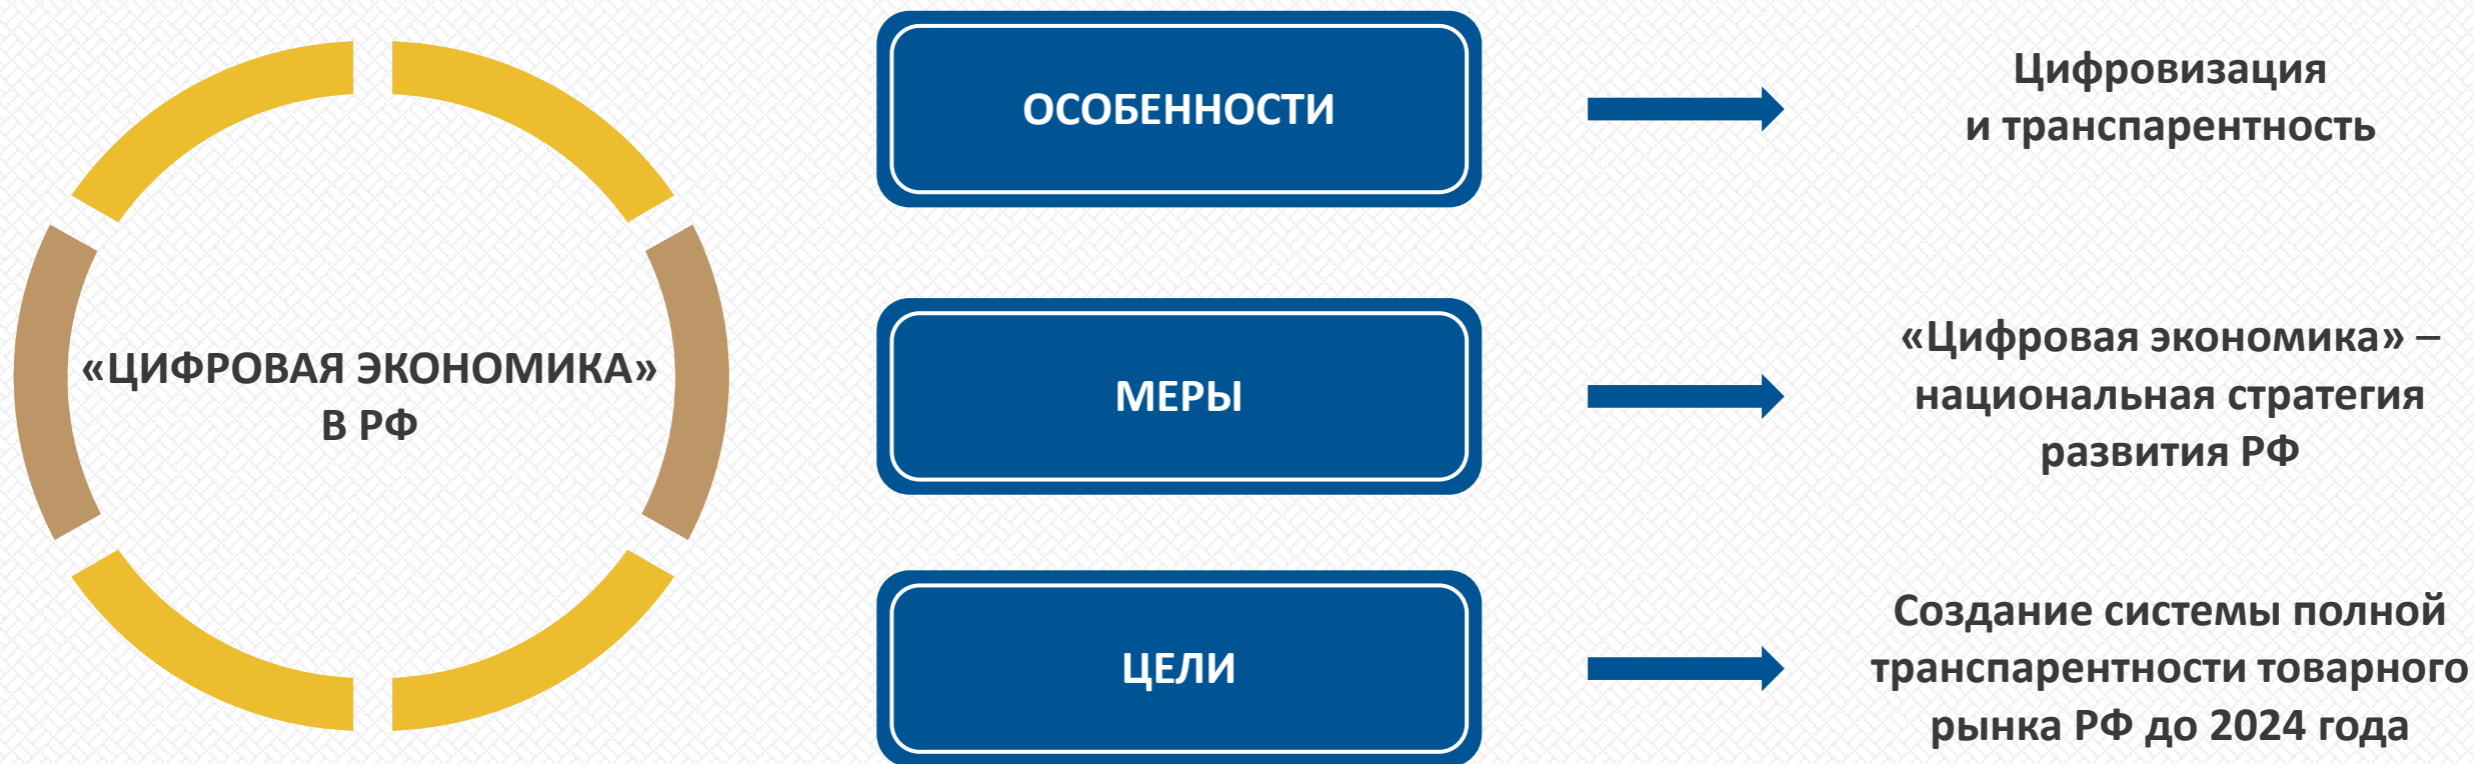 «ЦИФРОВАЯ ЭКОНОМИКА»
В РФ
ОСОБЕННОСТИ
Цифровизация
и транспарентность
МЕРЫ
«Цифровая экономика» –
национальная стратегия
развития РФ
ЦЕЛИ
Создание системы полной
транспарентности товарного
рынка РФ до 2024 года